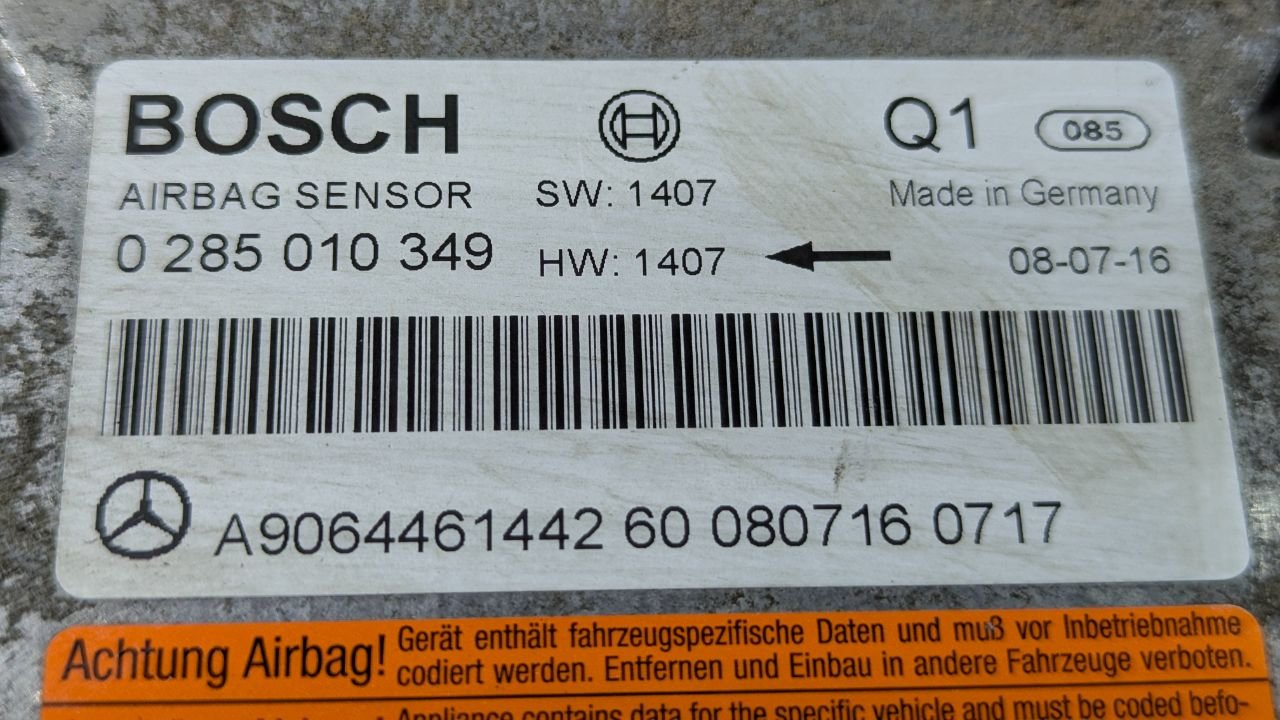 BOSCH Q1 085
AIRBAG SENSOR SW: 1407 Made in Germany
0 285 010 349 HW: 1407 08-07-16
A9064461442 60 080716 0717
Achtung Airbag! Gerät enthält fahrzeugspezifische Daten und muß vor Inbetriebnahme
codiert werden. Entfernen und Einbau in andere Fahrzeuge verboten.
Appliance contains data for the specific vehicle and must be coded befo-